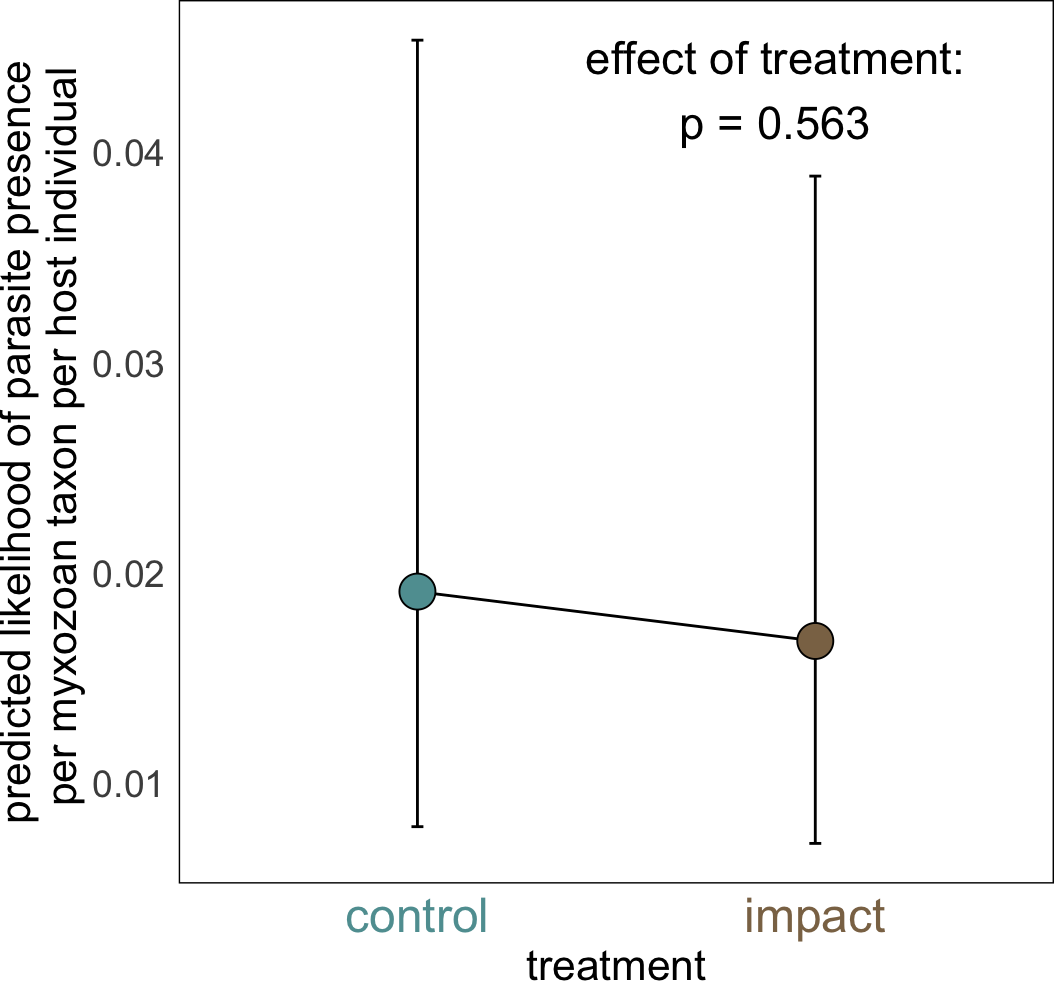 predicted likelihood of parasite presence
per myxozoan taxon per host individual
effect of treatment:
p = 0.563
0.04
0.03
0.02
0.01
control
impact
treatment